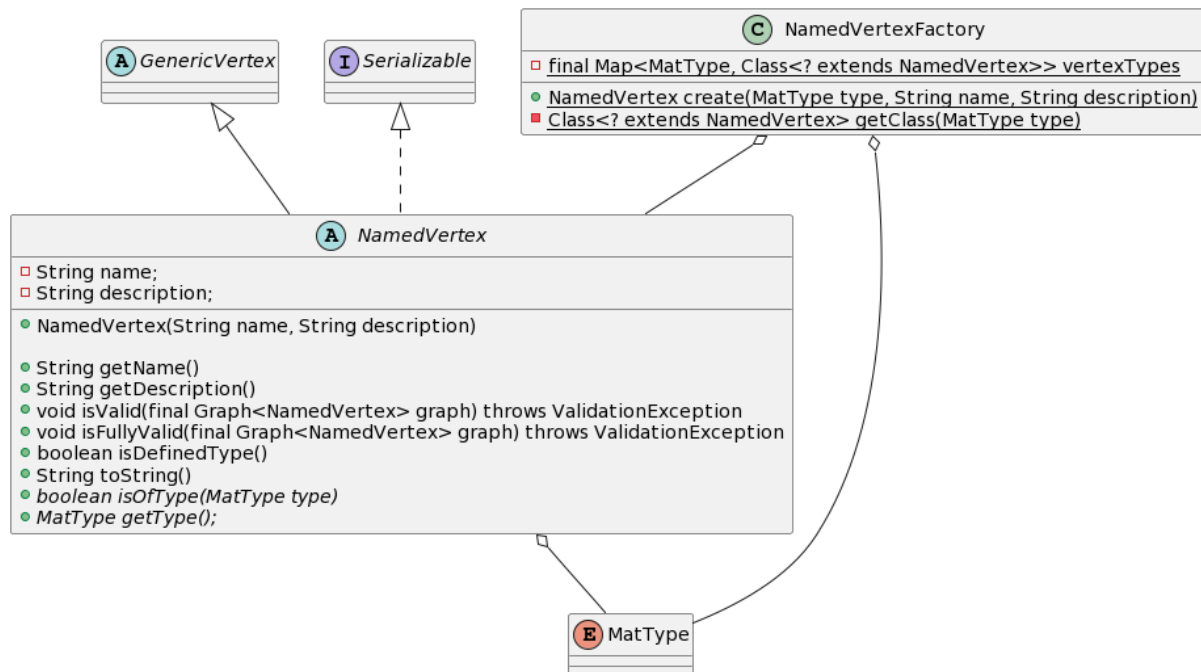 A GenericVertex
I Serializable
C NamedVertexFactory
final Map<MatType, Class<? extends NamedVertex>> vertexTypes
NamedVertex create(MatType type, String name, String description)
Class<? extends NamedVertex> getClass(MatType type)
A NamedVertex
String name;
String description;
NamedVertex(String name, String description)
String getName()
String getDescription()
void isValid(final Graph<NamedVertex> graph) throws ValidationException
void isFullyValid(final Graph<NamedVertex> graph) throws ValidationException
boolean isDefinedType()
String toString()
boolean isOfType(MatType type)
MatType getType();
E MatType